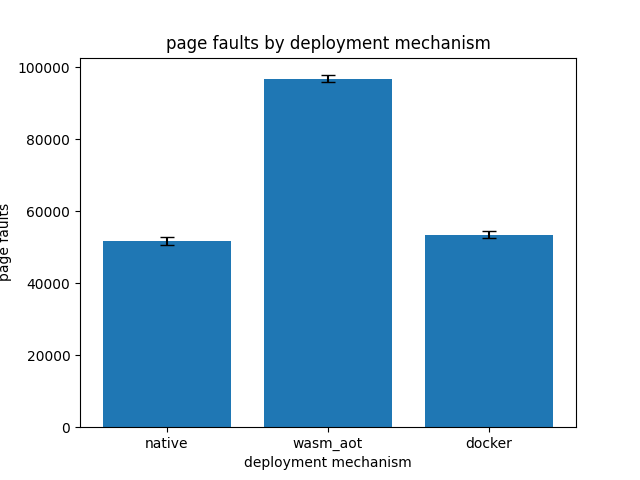 page faults by deployment mechanism
100000
80000
60000
40000
20000
0
page faults
native
wasm_aot
docker
deployment mechanism